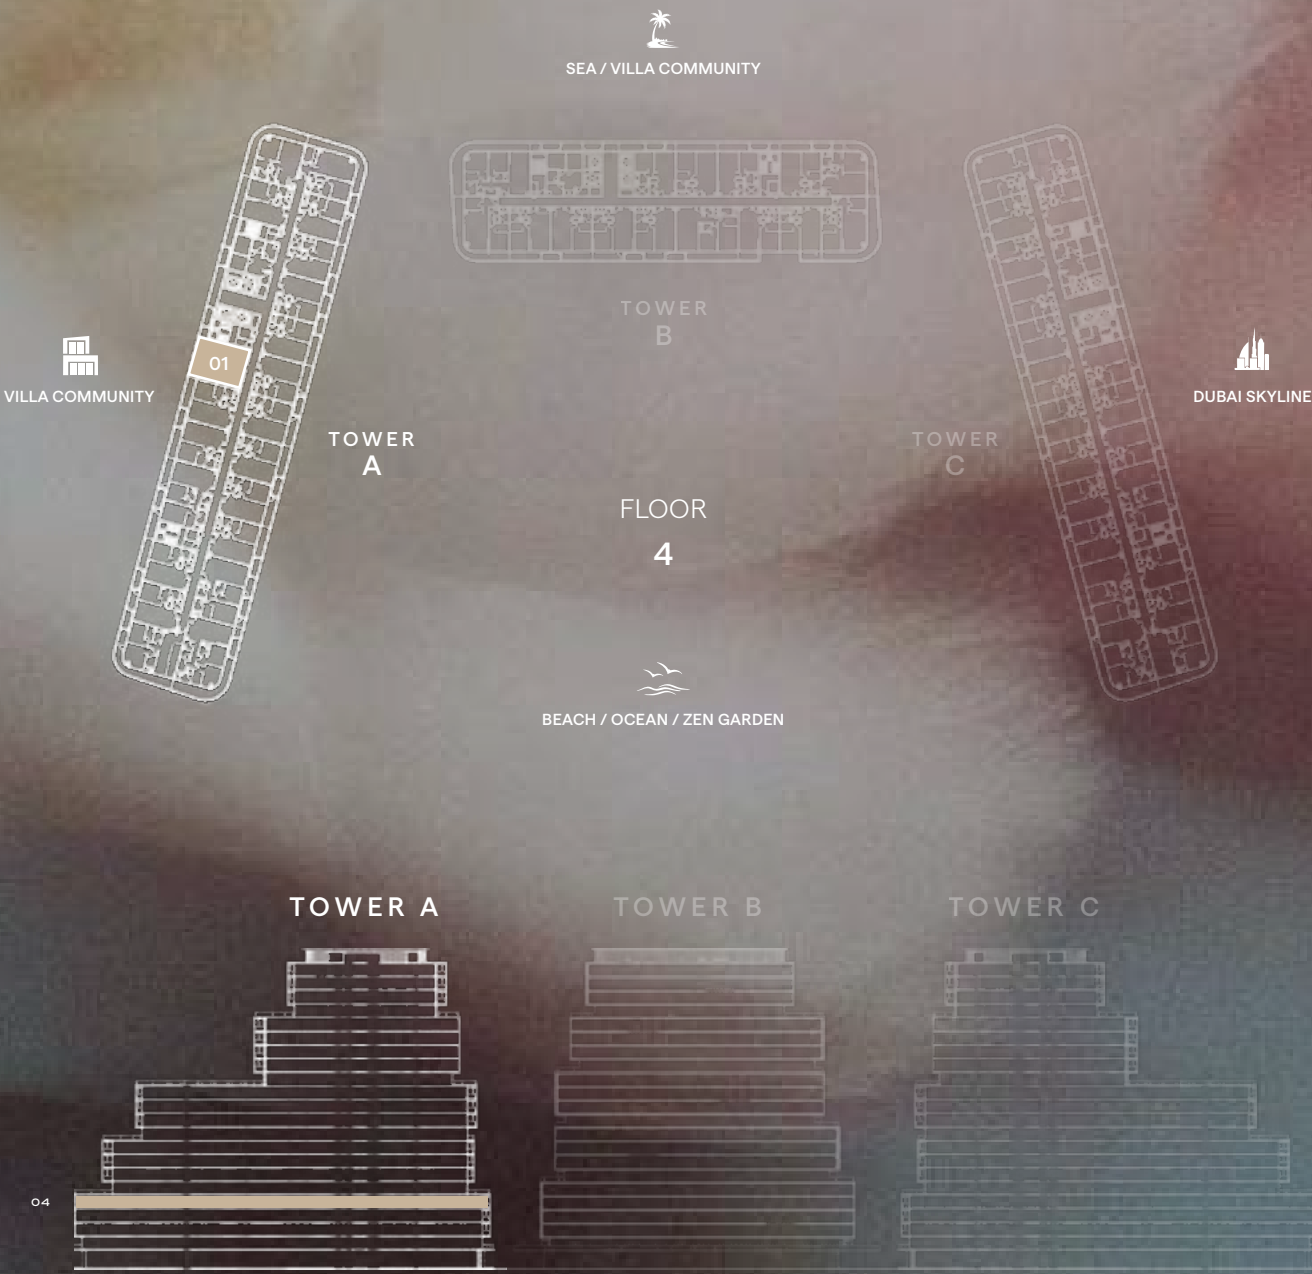 SEA / VILLA COMMUNITY
TOWER
B
01
VILLA COMMUNITY
DUBAI SKYLINE
TOWER
A
TOWER
C
FLOOR
4
BEACH / OCEAN / ZEN GARDEN
TOWER A
TOWER B
TOWER C
04